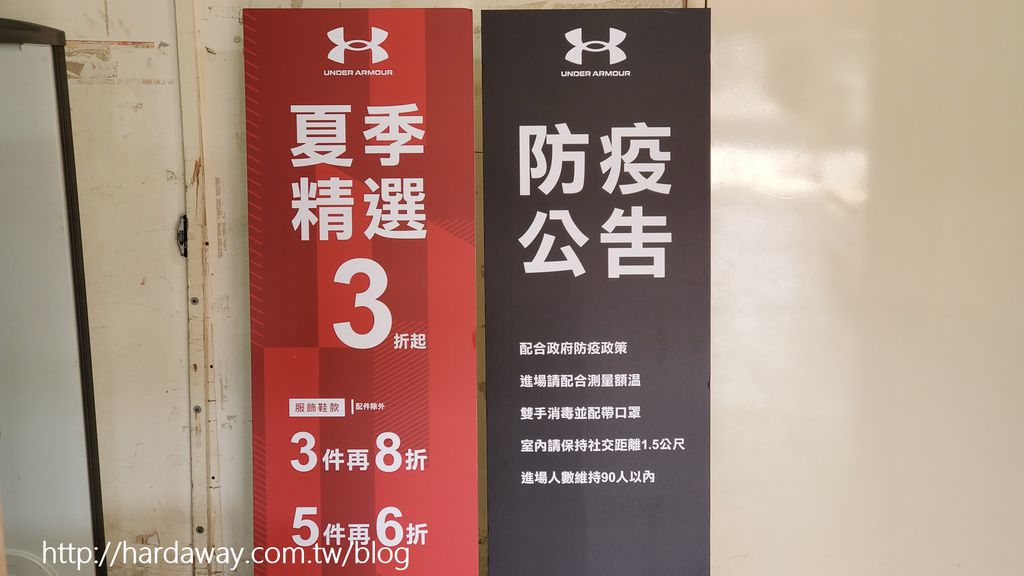 UNDER ARMOUR
夏季
精選
3折起
服飾鞋款 配件除外
3件再8折
5件再6折
UNDER ARMOUR
防疫
公告
配合政府防疫政策
進場請配合測量額溫
雙手消毒並配帶口罩
室內請保持社交距離1.5公尺
進場人數維持90人以內
http://hardaway.com.tw/blog